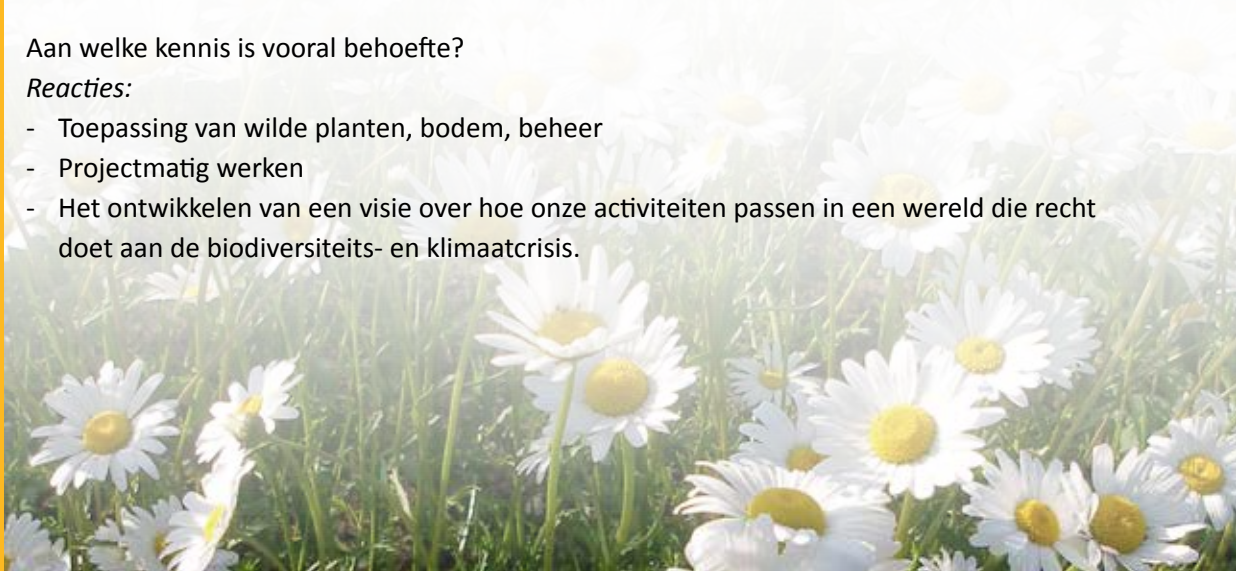 Aan welke kennis is vooral behoefte?
Reacties:
- Toepassing van wilde planten, bodem, beheer
- Projectmatig werken
- Het ontwikkelen van een visie over hoe onze activiteiten passen in een wereld die recht
doet aan de biodiversiteits- en klimaatcrisis.